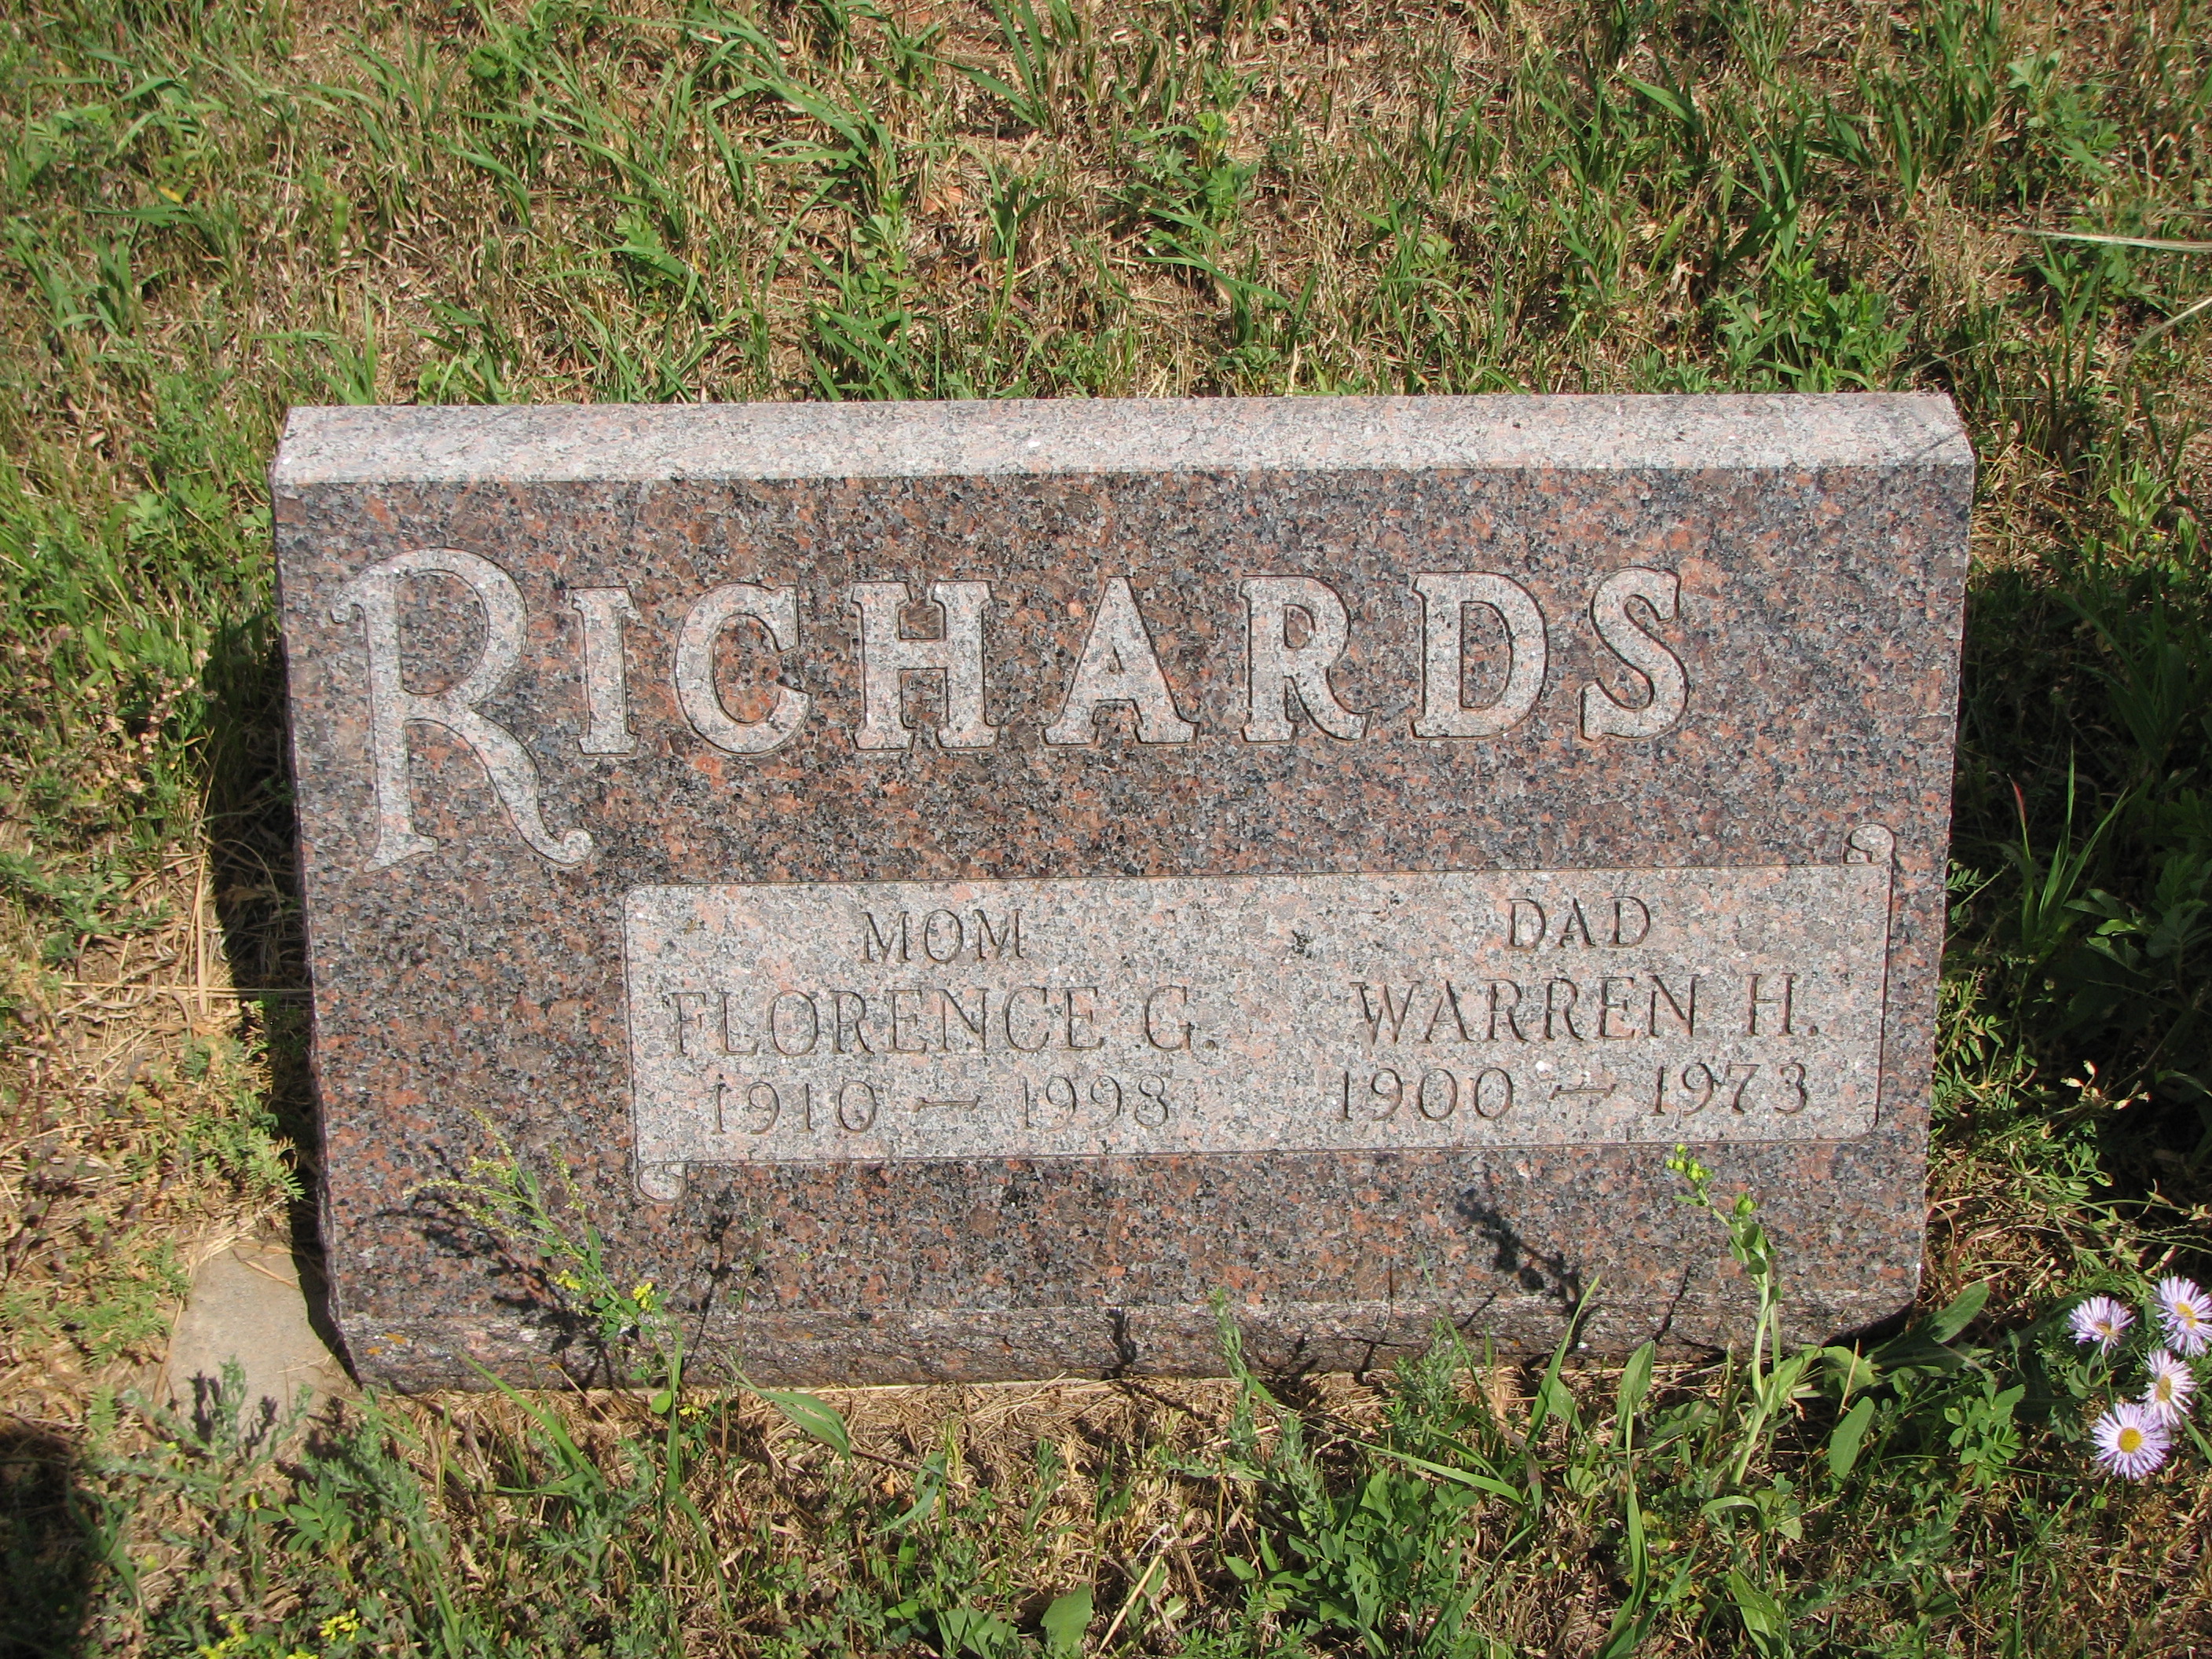 RICHARDS
MOM
FLORENCE G.
1910 — 1998
DAD
WARREN H.
1900 — 1973